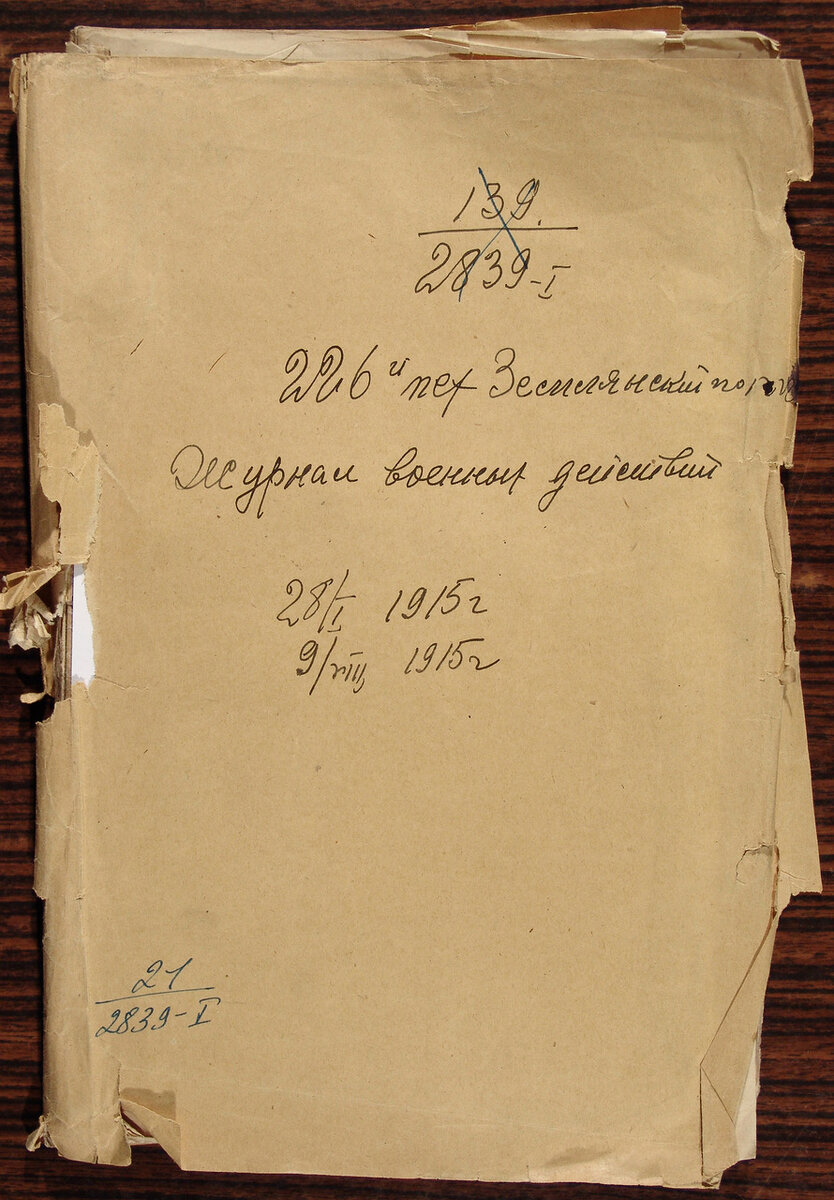 139.
2839-I
226й пех Землянский полк
Журнал военных действий
28/I 1915г
9/VIII 1915г
21
2839-I